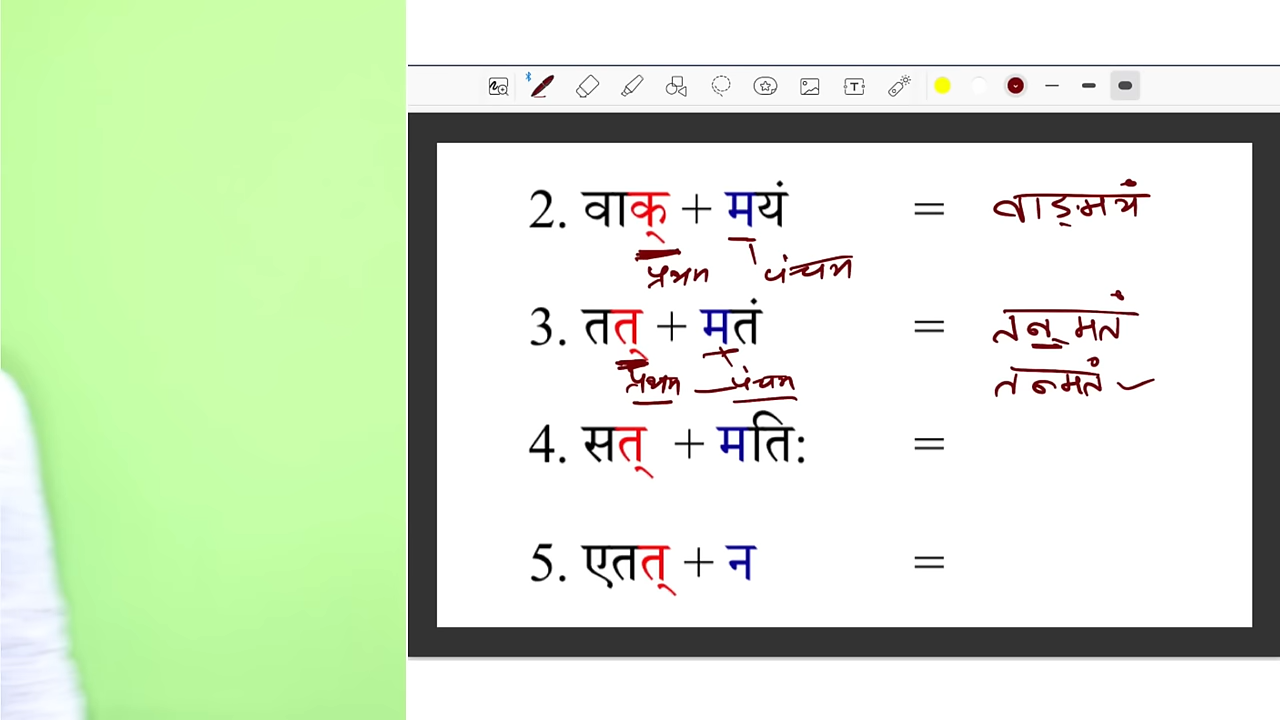 2. वाक् + मयं = वाङ्मयं
प्रथम पंचम
3. तत् + मतं = तन् मतं
प्रथम पंचम तन्मतं
4. सत् + मति: =
5. एतत् + न =